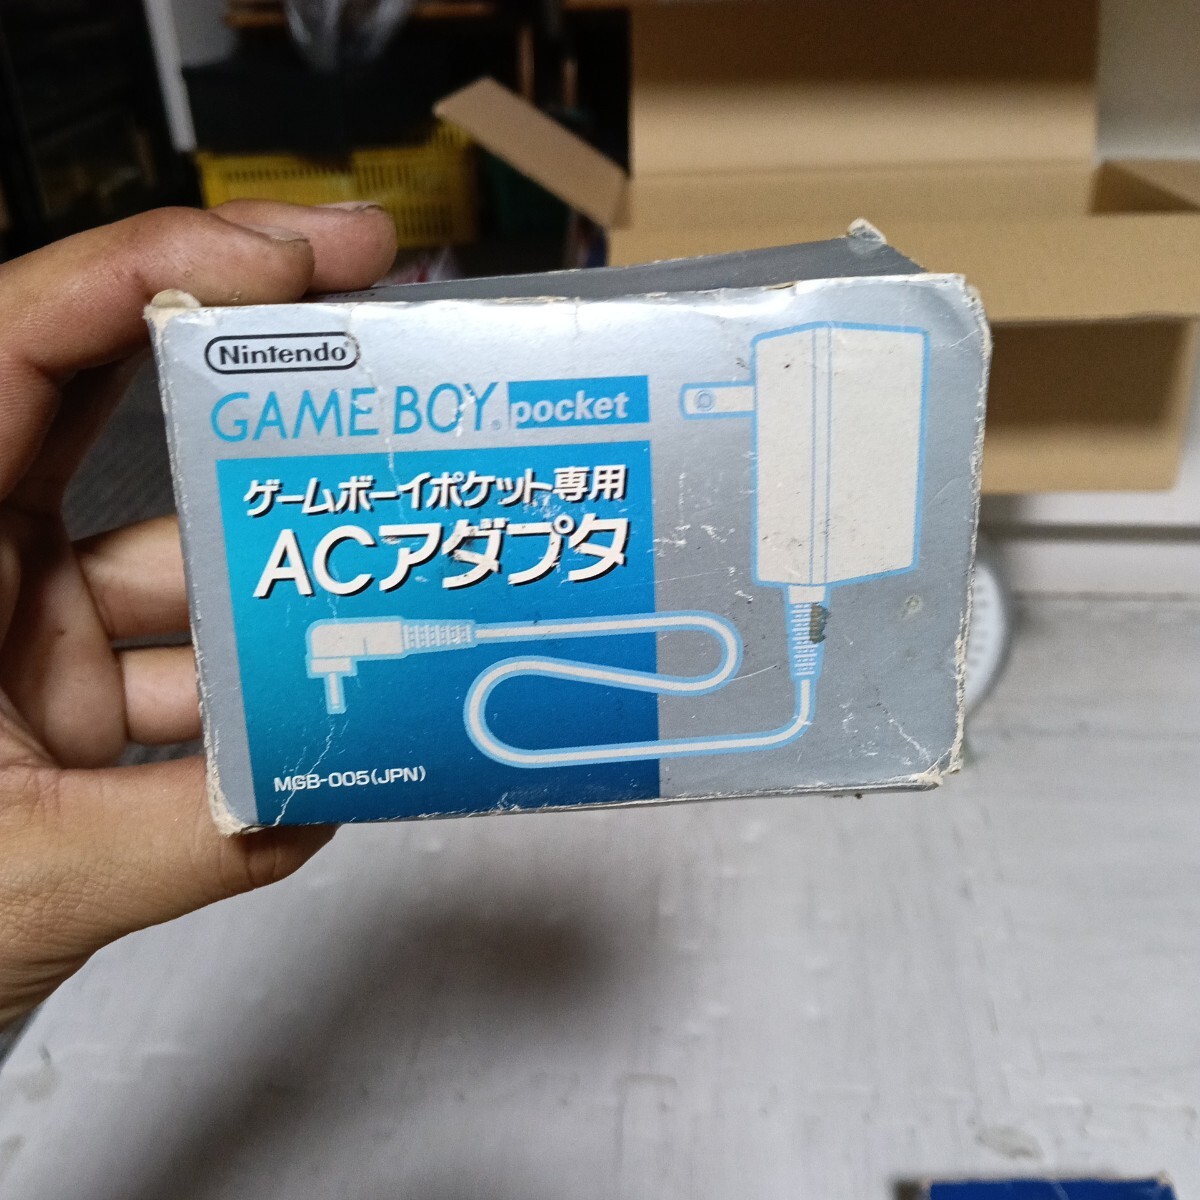 Nintendo®
GAME BOY® pocket
ゲームボーイポケット専用
ACアダプタ
MGB-005(JPN)